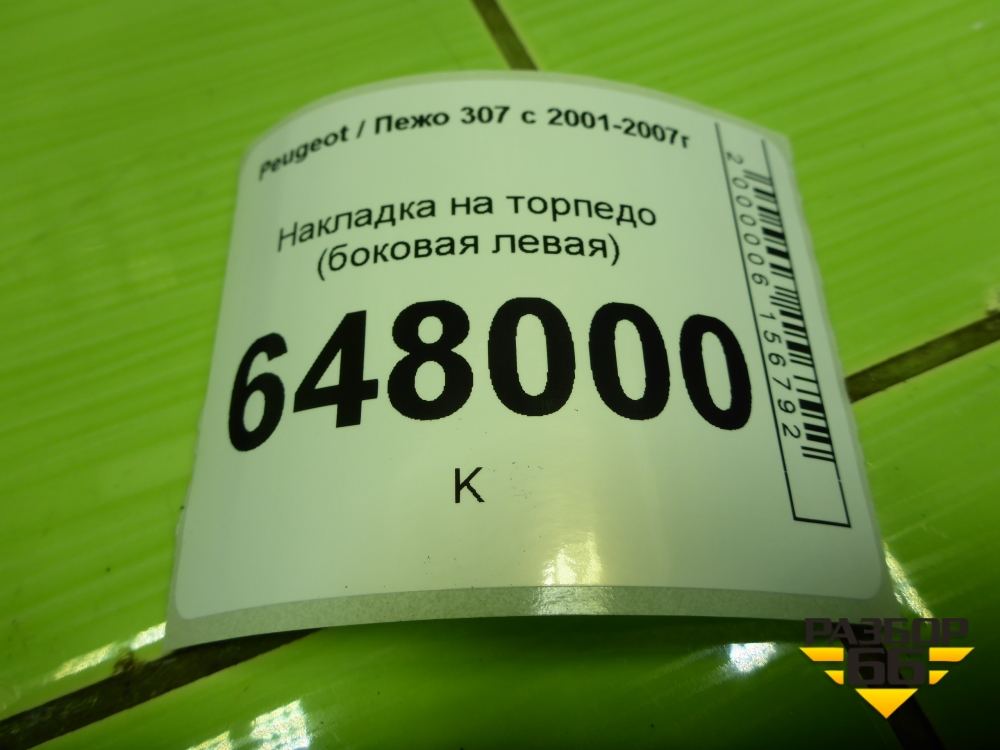 Peugeot / Пежо 307 с 2001-2007г
Накладка на торпедо
(боковая левая)
648000
К
2000006156792
РАЗБОР
66